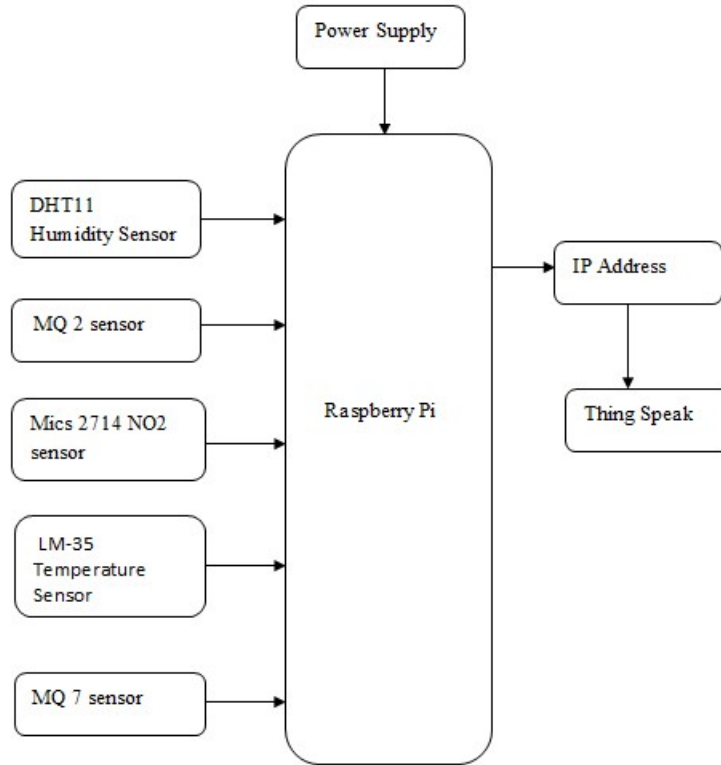 Power Supply
DHT11
Humidity Sensor
MQ 2 sensor
Mics 2714 NO2
sensor
LM-35
Temperature
Sensor
MQ 7 sensor
Raspberry Pi
IP Address
Thing Speak